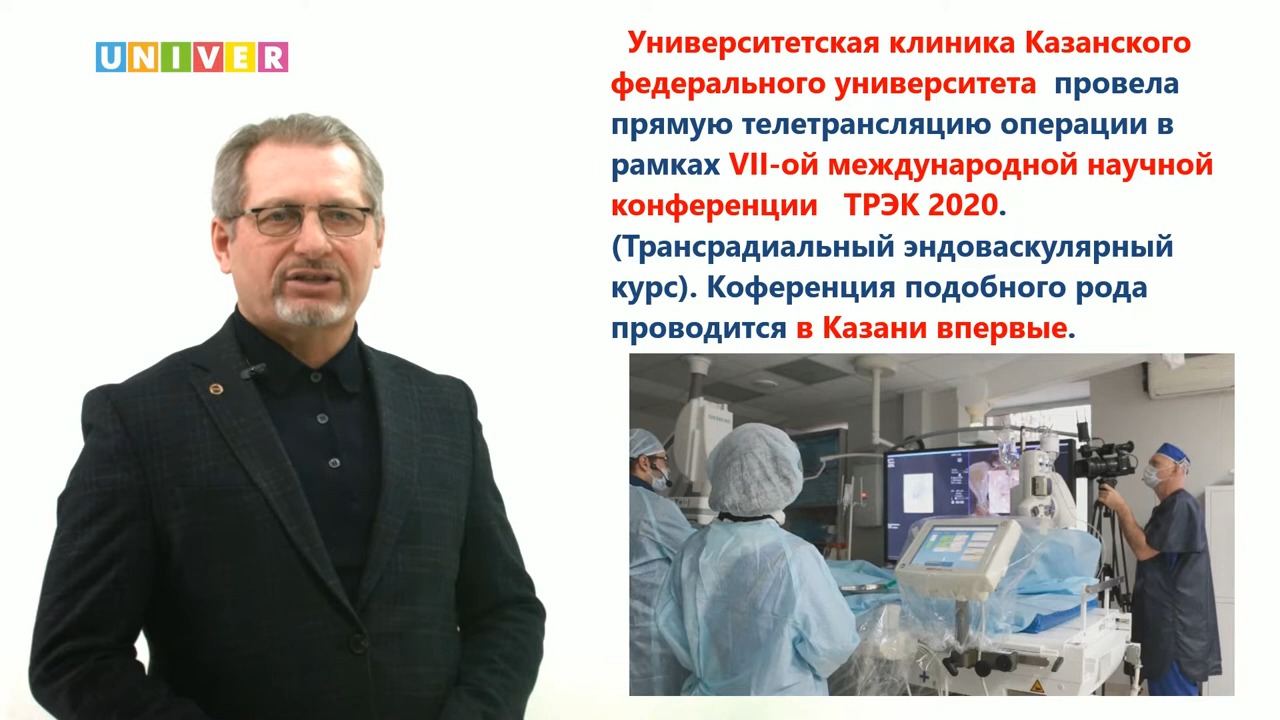 UNIVER
Университетская клиника Казанского
федерального университета провела
прямую телетрансляцию операции в
рамках VII-ой международной научной
конференции ТРЭК 2020.
(Трансрадиальный эндоваскулярный
курс). Коференция подобного рода
проводится в Казани впервые.